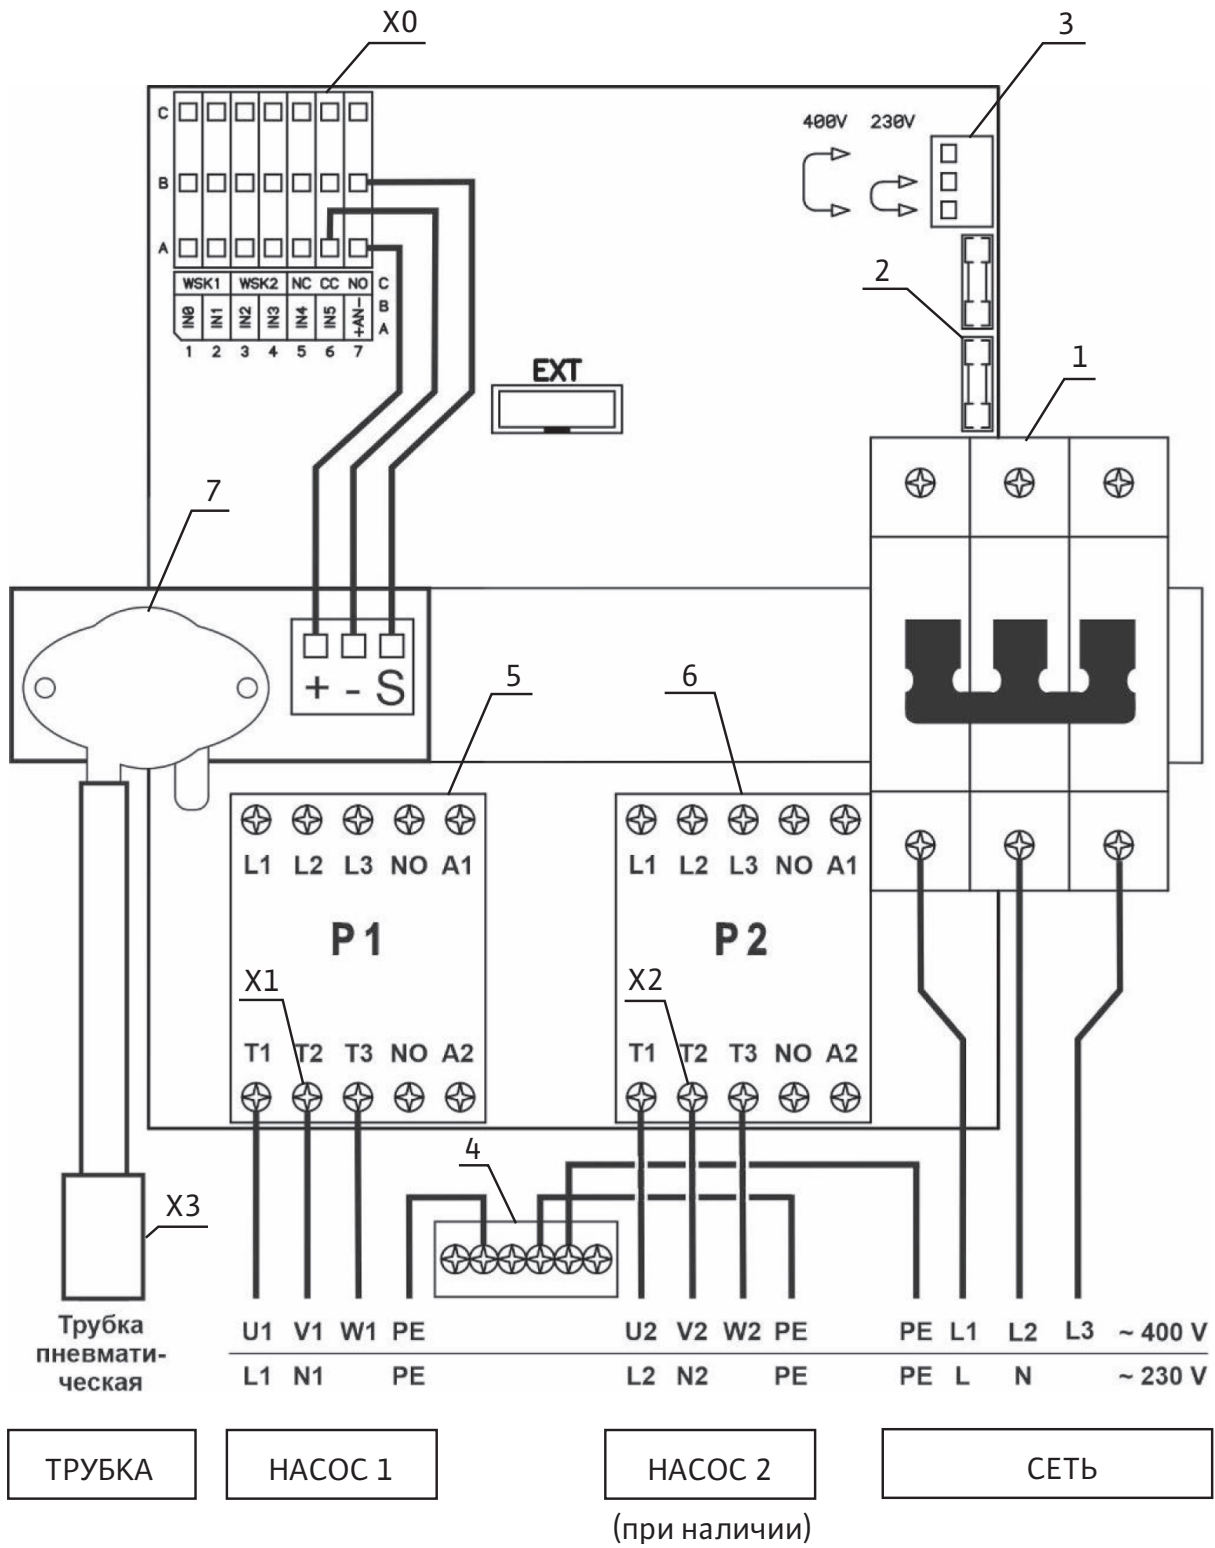 X0
3
400V 230V
C
B
A
WSK1 WSK2 NC CC NO C
B
A
IN0 IN1 IN2 IN3 IN4 IN5 +AN-
1 2 3 4 5 6 7
2
EXT
1
7
+ - S
5
6
L1 L2 L3 NO A1
L1 L2 L3 NO A1
P1
P2
X1
X2
T1 T2 T3 NO A2
T1 T2 T3 NO A2
4
X3
Трубка
пневмати-
ческая
U1 V1 W1 PE U2 V2 W2 PE PE L1 L2 L3 ~ 400 V
L1 N1 PE L2 N2 PE PE L N ~ 230 V
ТРУБКА
НАСОС 1
НАСОС 2
СЕТЬ
(при наличии)